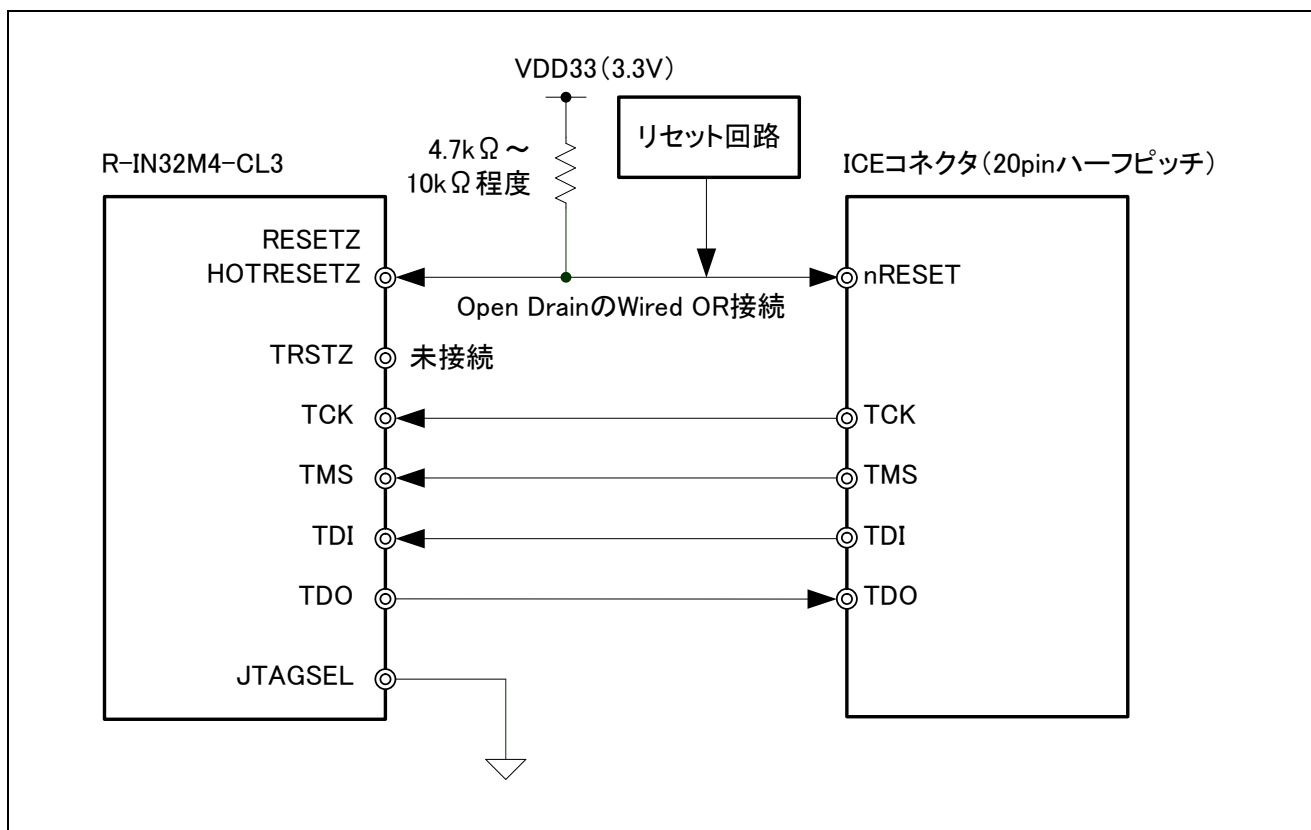 VDD33(3.3V)
リセット回路
4.7kΩ～
10kΩ程度
R-IN32M4-CL3
ICEコネクタ(20pinハーフピッチ)
RESETZ
HOTRESETZ
nRESET
Open DrainのWired OR接続
TRSTZ
未接続
TCK
TCK
TMS
TMS
TDI
TDI
TDO
TDO
JTAGSEL